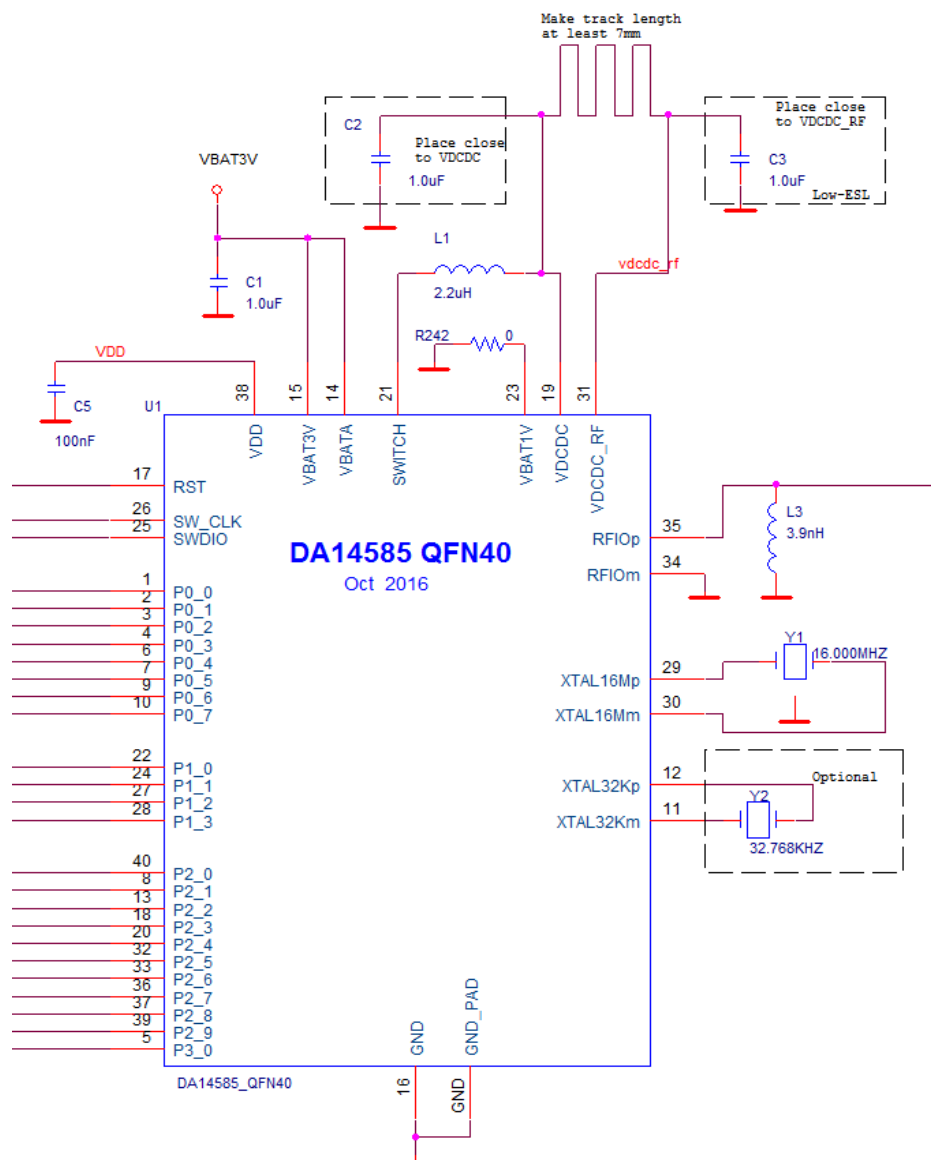 Make track length
at least 7mm
C2
Place close
to VDCDC
1.0uF
Place close
to VDCDC_RF
C3
1.0uF
Low-ESL
VBAT3V
C1
1.0uF
L1
2.2uH
vdcdc_rf
R242
0
VDD
C5
100nF
U1
38
15
14
21
23
19
31
VDD
VBAT3V
VBATA
SWITCH
VBAT1V
VDCDC
VDCDC_RF
DA14585 QFN40
Oct 2016
17 RST
26 SW_CLK
25 SWDIO
1 P0_0
2 P0_1
3 P0_2
4 P0_3
6 P0_4
7 P0_5
9 P0_6
10 P0_7
22 P1_0
24 P1_1
27 P1_2
28 P1_3
40 P2_0
8 P2_1
13 P2_2
18 P2_3
20 P2_4
32 P2_5
33 P2_6
36 P2_7
37 P2_8
39 P2_9
5 P3_0
RFIOp 35
RFIOm 34
L3
3.9nH
XTAL16Mp 29
XTAL16Mm 30
Y1
16.000MHZ
XTAL32Kp 12
XTAL32Km 11
Optional
Y2
32.768KHZ
GND
GND_PAD
16
GND
DA14585_QFN40